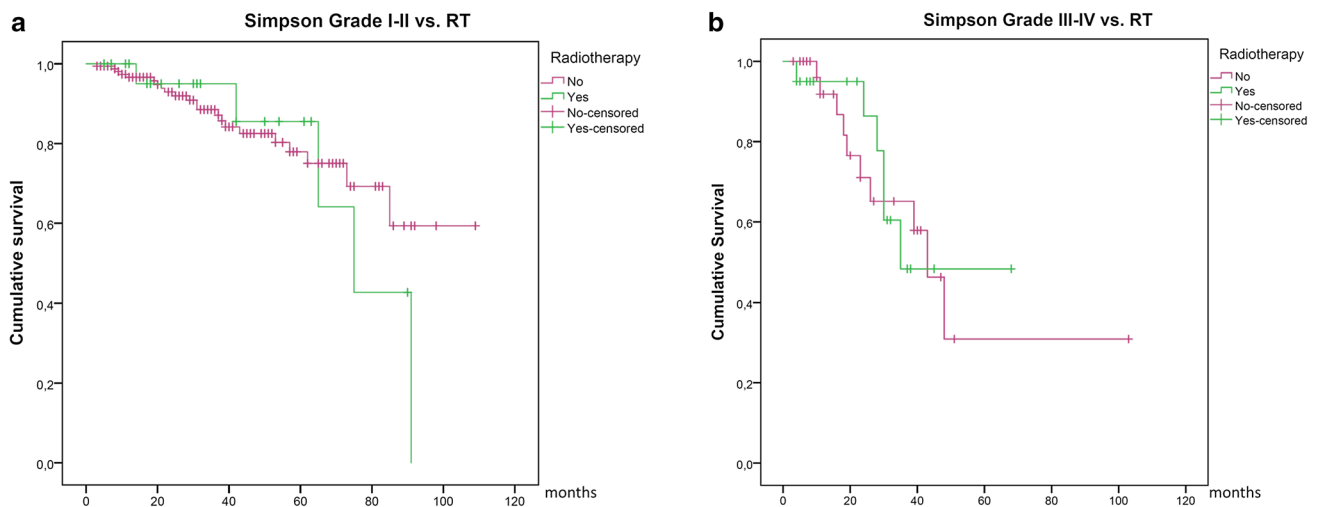 a
Simpson Grade I-II vs. RT
Cumulative Survival
1,0
0,8
0,6
0,4
0,2
0,0
0 20 40 60 80 100 120
months
Radiotherapy
No
Yes
No-censored
Yes-censored
b
Simpson Grade III-IV vs. RT
Cumulative Survival
1,0
0,8
0,6
0,4
0,2
0,0
0 20 40 60 80 100 120
months
Radiotherapy
No
Yes
No-censored
Yes-censored